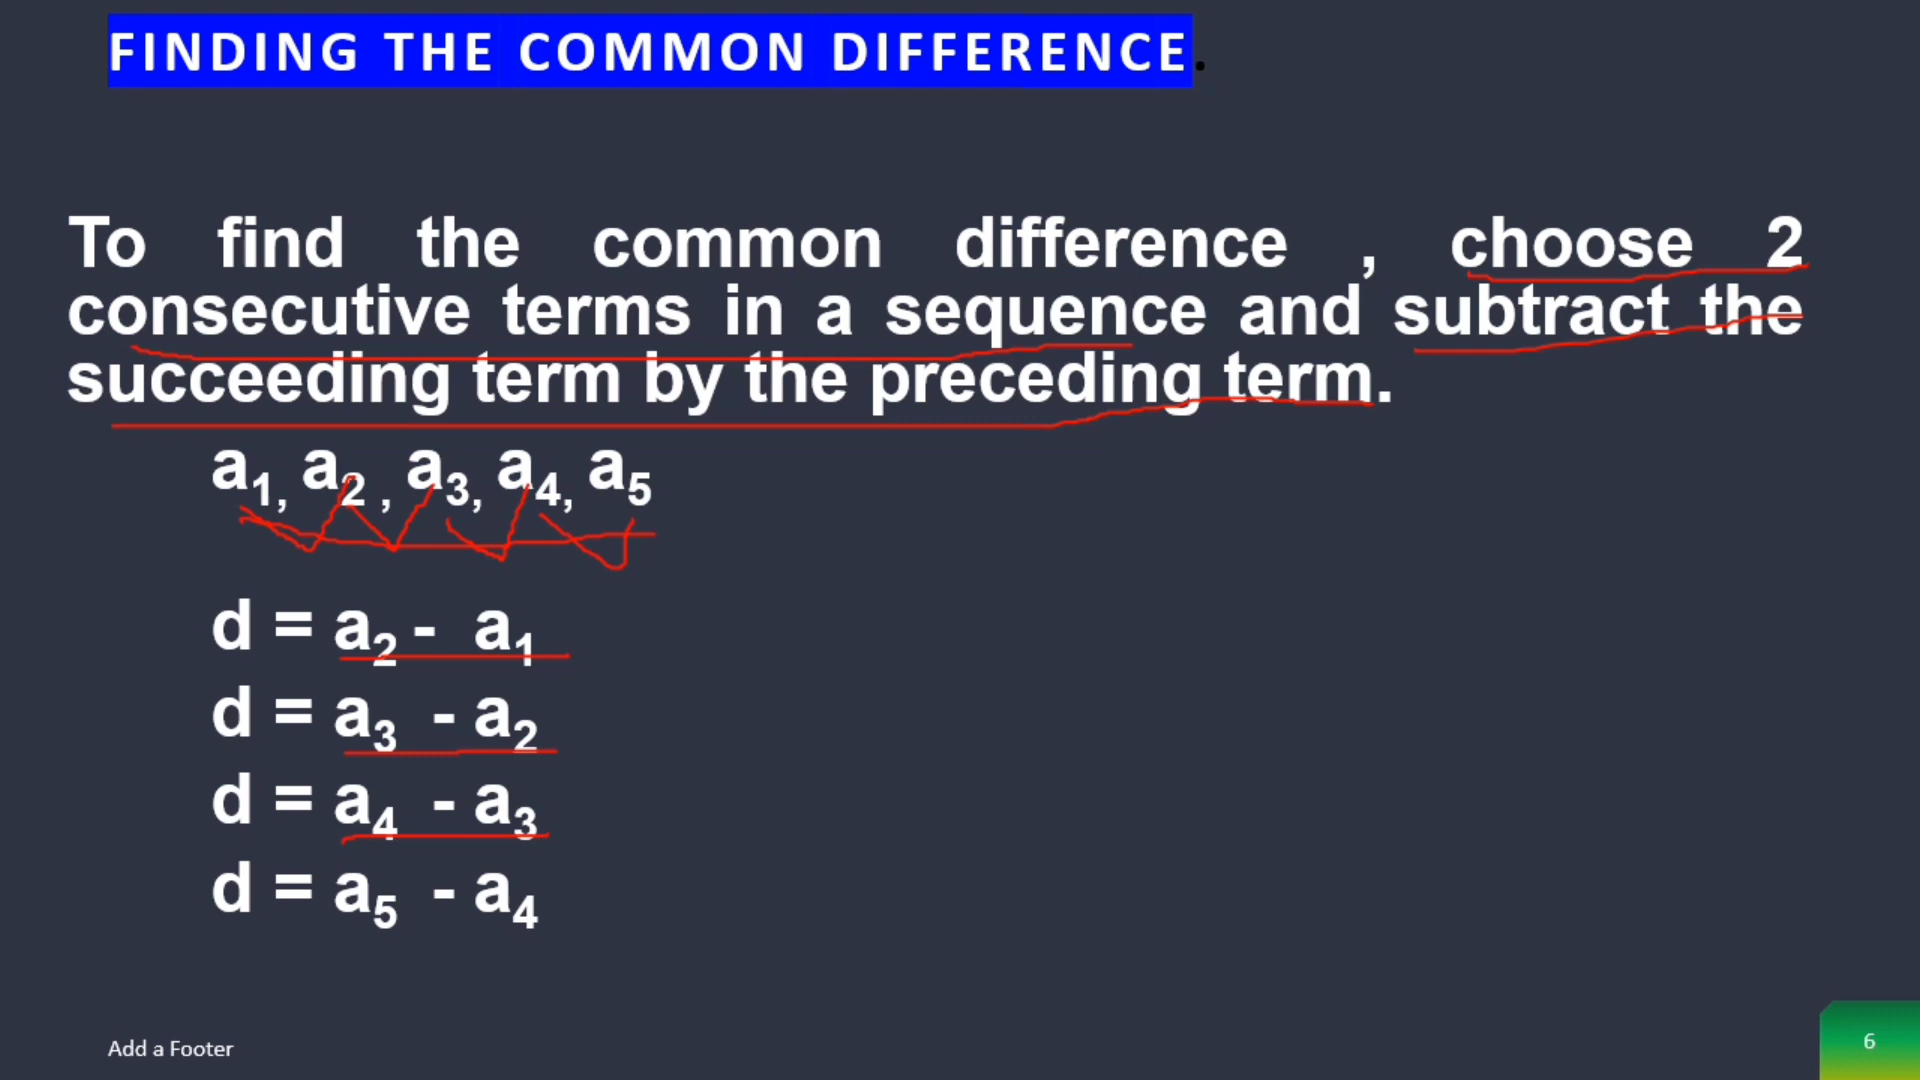 FINDING THE COMMON DIFFERENCE.
To find the common difference , choose 2
consecutive terms in a sequence and subtract the
succeeding term by the preceding term.
a₁, a₂ , a₃, a₄, a₅
d = a₂ - a₁
d = a₃ - a₂
d = a₄ - a₃
d = a₅ - a₄
Add a Footer
6